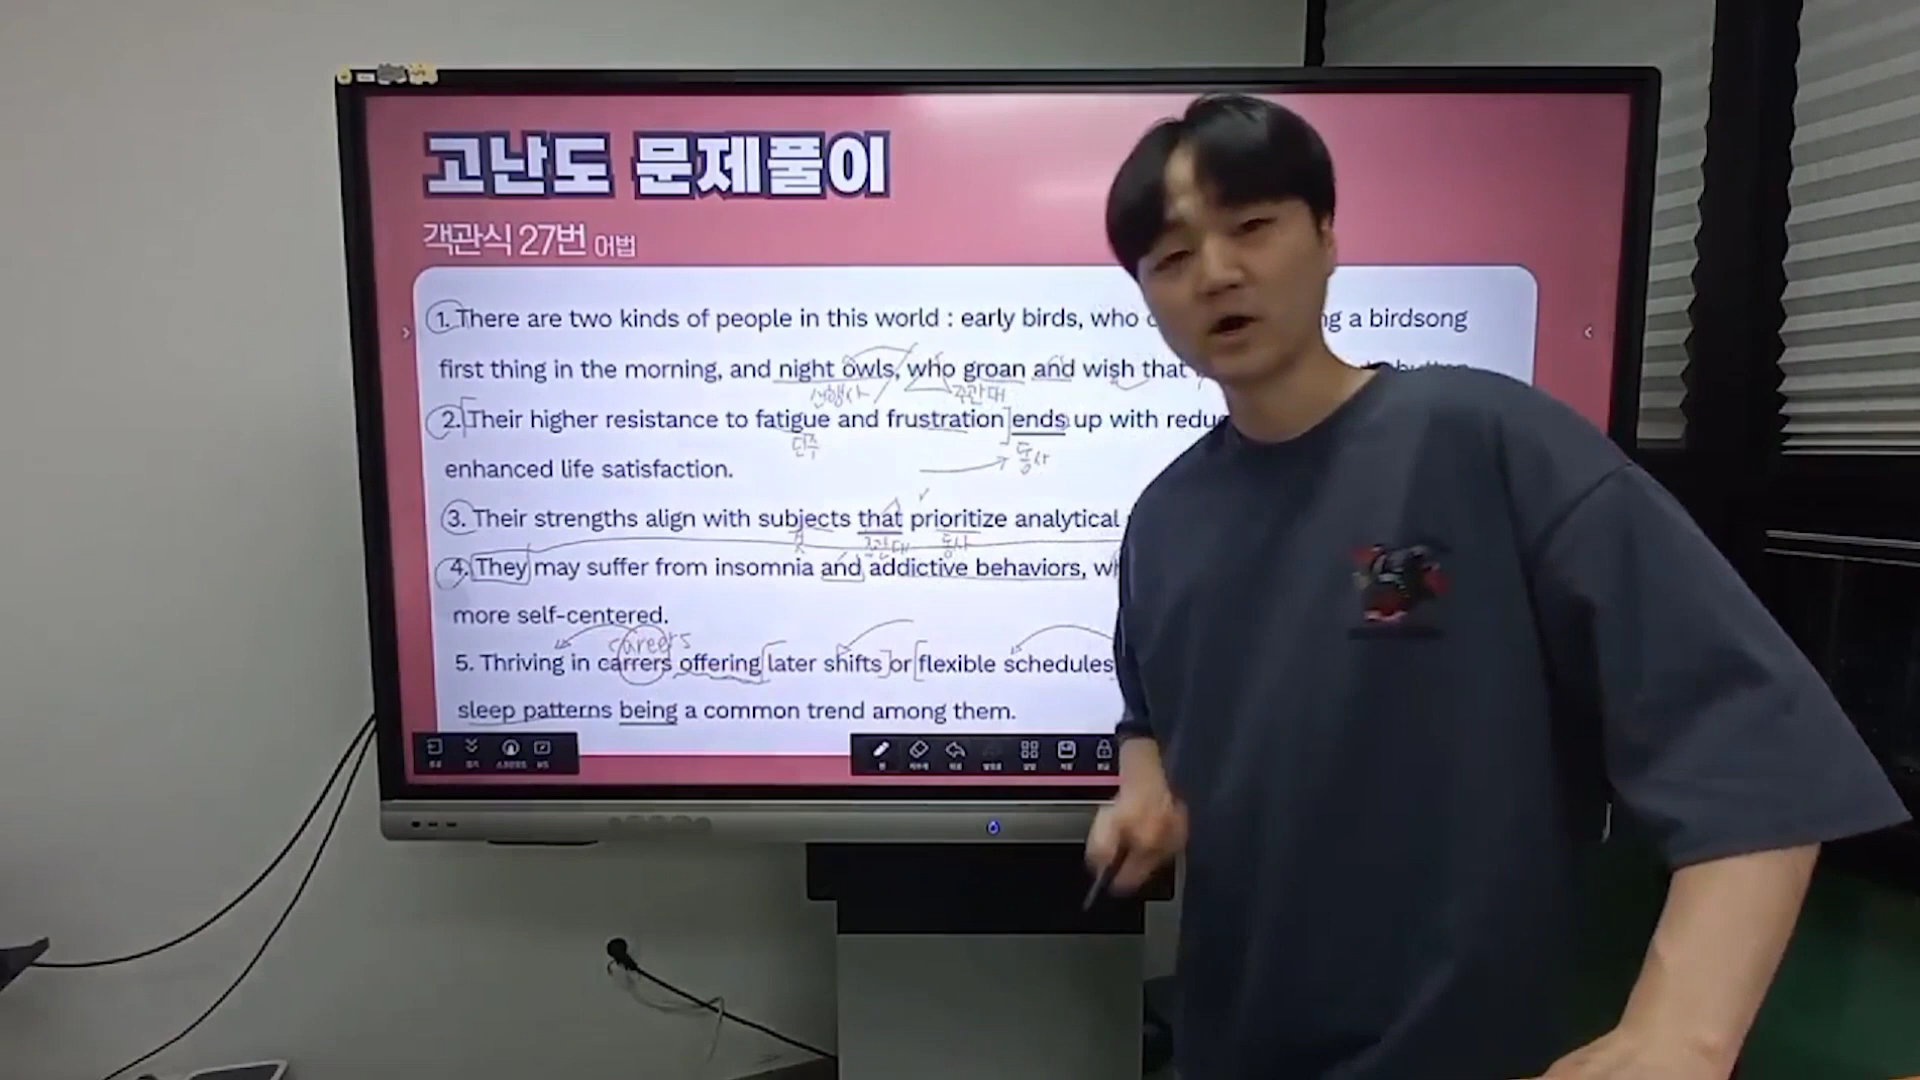 고난도 문제풀이
객관식 27번 어법
1. There are two kinds of people in this world : early birds, who a birdsong
first thing in the morning, and night owls, who groan and wish that
선행사 주관대
2. Their higher resistance to fatigue and frustration ends up with
단주 동사
enhanced life satisfaction.
3. Their strengths align with subjects that prioritize analytical
주관대 동사
4. They may suffer from insomnia and addictive behaviors,
more self-centered.
careers
5. Thriving in carrers offering later shifts or flexible schedules
sleep patterns being a common trend among them.